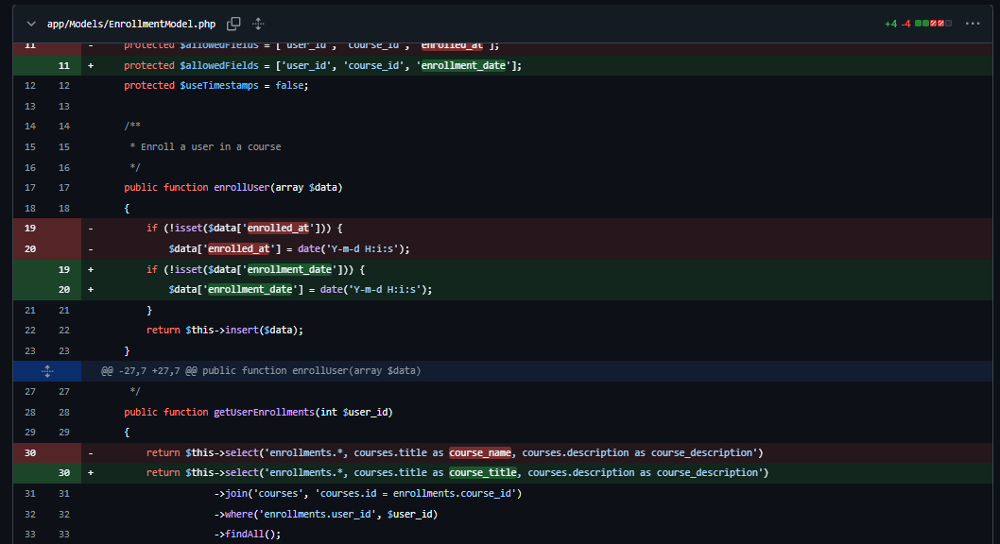 app/Models/EnrollmentModel.php +4 -4
11 - protected $allowedFields = ['user_id', 'course_id', 'enrolled_at'];
11 + protected $allowedFields = ['user_id', 'course_id', 'enrollment_date'];
12 12 protected $useTimestamps = false;
13 13
14 14 /**
15 15 * Enroll a user in a course
16 16 */
17 17 public function enrollUser(array $data)
18 18 {
19 - if (!isset($data['enrolled_at'])) {
20 - $data['enrolled_at'] = date('Y-m-d H:i:s');
19 + if (!isset($data['enrollment_date'])) {
20 + $data['enrollment_date'] = date('Y-m-d H:i:s');
21 21 }
22 22 return $this->insert($data);
23 23 }
@@ -27,7 +27,7 @@ public function enrollUser(array $data)
27 27 */
28 28 public function getUserEnrollments(int $user_id)
29 29 {
30 - return $this->select('enrollments.*, courses.title as course_name, courses.description as course_description')
30 + return $this->select('enrollments.*, courses.title as course_title, courses.description as course_description')
31 31 ->join('courses', 'courses.id = enrollments.course_id')
32 32 ->where('enrollments.user_id', $user_id)
33 33 ->findAll();